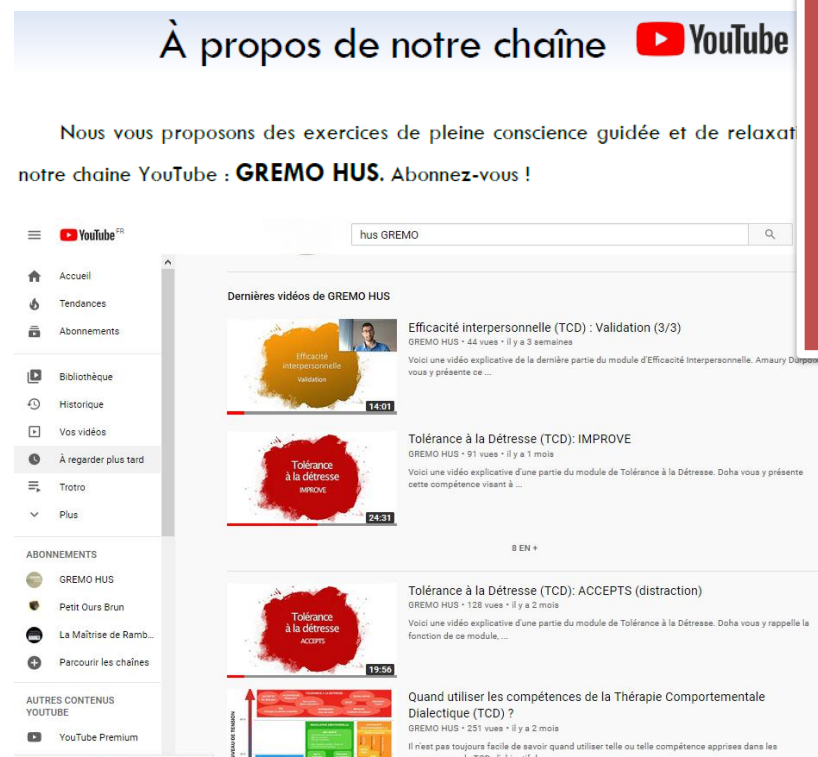 À propos de notre chaîne YouTube
Nous vous proposons des exercices de pleine conscience guidée et de
notre chaine YouTube : GREMO HUS. Abonnez-vous !
YouTube FR
hus GREMO
Accueil
Tendances
Abonnements
Bibliothèque
Historique
Vos vidéos
À regarder plus tard
Trotro
Plus
ABONNEMENTS
GREMO HUS
Petit Ours Brun
La Maîtrise de Ramb...
Parcourir les chaînes
AUTRES CONTENUS
YOUTUBE
YouTube Premium
Dernières vidéos de GREMO HUS
Efficacité
interpersonnelle
Validation
14:01
Efficacité interpersonnelle (TCD) : Validation (3/3)
GREMO HUS • 44 vues • il y a 3 semaines
Voici une vidéo explicative de la dernière partie du module d'Efficacité Interpersonnelle. Amaury
vous y présente ce ...
Tolérance
à la détresse
IMPROVE
24:31
Tolérance à la Détresse (TCD): IMPROVE
GREMO HUS • 91 vues • il y a 1 mois
Voici une vidéo explicative d'une partie du module de Tolérance à la Détresse. Doha vous y présente
cette compétence visant à ...
8 EN +
Tolérance
à la détresse
ACCEPTS
19:56
Tolérance à la Détresse (TCD): ACCEPTS (distraction)
GREMO HUS • 128 vues • il y a 2 mois
Voici une vidéo explicative d'une partie du module de Tolérance à la Détresse. Doha vous y rappelle la
fonction de ce module, ...
NIVEAU DE TENSION
Quand utiliser les compétences de la Thérapie Comportementale
Dialectique (TCD) ?
GREMO HUS • 251 vues • il y a 2 mois
Il n'est pas toujours facile de savoir quand utiliser telle ou telle compétence apprises dans les